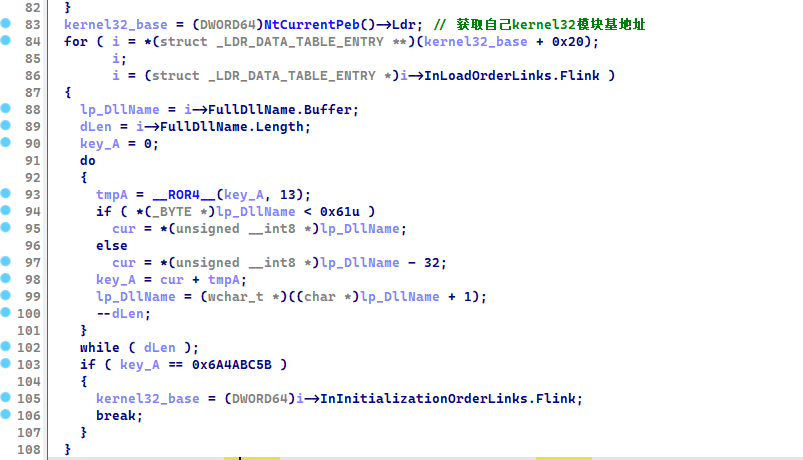 82 }
83 kernel32_base = (DWORD64)NtCurrentPeb()->Ldr; // 获取自己kernel32模块基地址
84 for ( i = *(struct _LDR_DATA_TABLE_ENTRY **)(kernel32_base + 0x20);
85 i;
86 i = (struct _LDR_DATA_TABLE_ENTRY *)i->InLoadOrderLinks.Flink )
87 {
88 lp_DllName = i->FullDllName.Buffer;
89 dLen = i->FullDllName.Length;
90 key_A = 0;
91 do
92 {
93 tmpA = __ROR4__(key_A, 13);
94 if ( *(_BYTE *)lp_DllName < 0x61u )
95 cur = *(unsigned __int8 *)lp_DllName;
96 else
97 cur = *(unsigned __int8 *)lp_DllName - 32;
98 key_A = cur + tmpA;
99 lp_DllName = (wchar_t *)((char *)lp_DllName + 1);
100 --dLen;
101 }
102 while ( dLen );
103 if ( key_A == 0x6A4ABC5B )
104 {
105 kernel32_base = (DWORD64)i->InInitializationOrderLinks.Flink;
106 break;
107 }
108 }